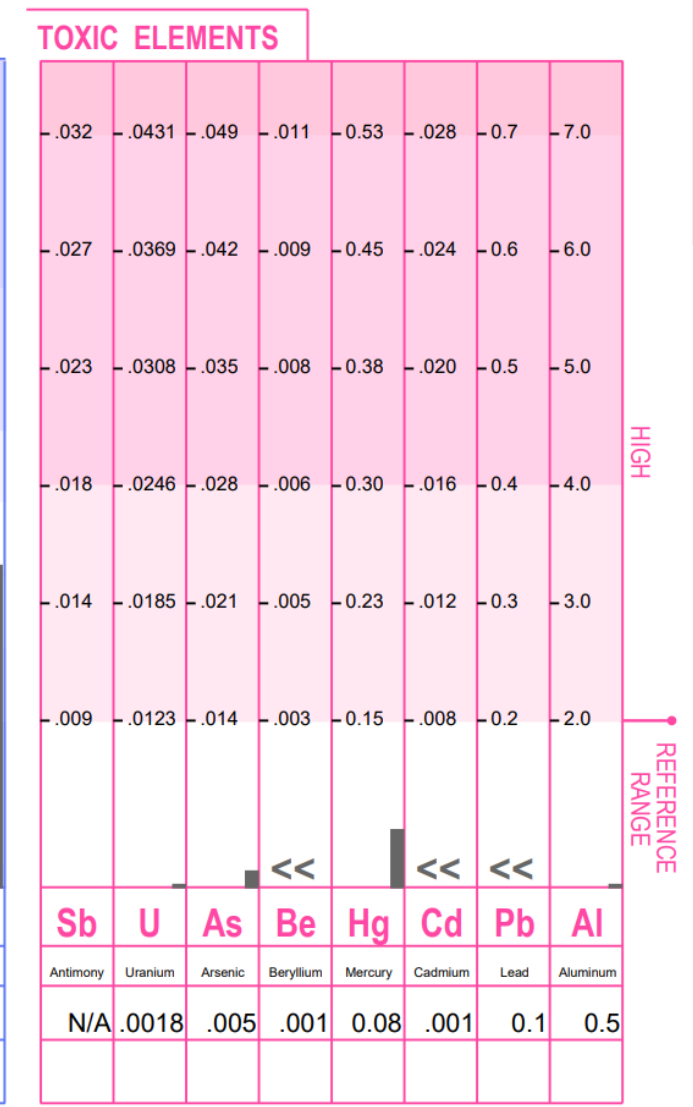 TOXIC ELEMENTS
.032 .0431 .049 .011 0.53 .028 0.7 7.0
.027 .0369 .042 .009 0.45 .024 0.6 6.0
.023 .0308 .035 .008 0.38 .020 0.5 5.0
HIGH
.018 .0246 .028 .006 0.30 .016 0.4 4.0
.014 .0185 .021 .005 0.23 .012 0.3 3.0
.009 .0123 .014 .003 0.15 .008 0.2 2.0
REFERENCE
RANGE
<< << <<
Sb U As Be Hg Cd Pb Al
Antimony Uranium Arsenic Beryllium Mercury Cadmium Lead Aluminum
N/A .0018 .005 .001 0.08 .001 0.1 0.5